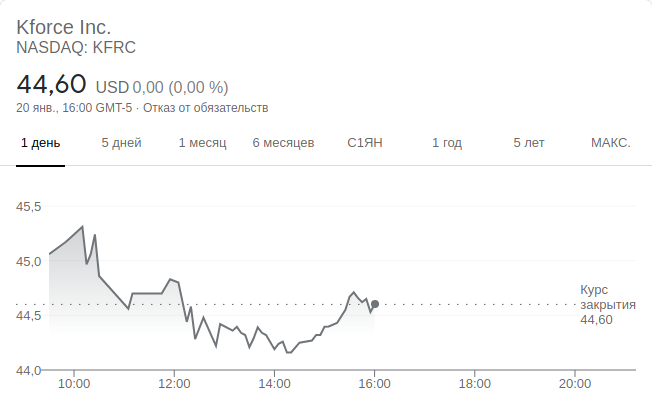 Kforce Inc.
NASDAQ: KFRC
44,60 USD 0,00 (0,00 %)
20 янв., 16:00 GMT-5 · Отказ от обязательств
1 день 5 дней 1 месяц 6 месяцев С1ЯН 1 год 5 лет МАКС.
45,5
45,0
Курс
закрытия
44,60
44,5
44,0
10:00 12:00 14:00 16:00 18:00 20:00